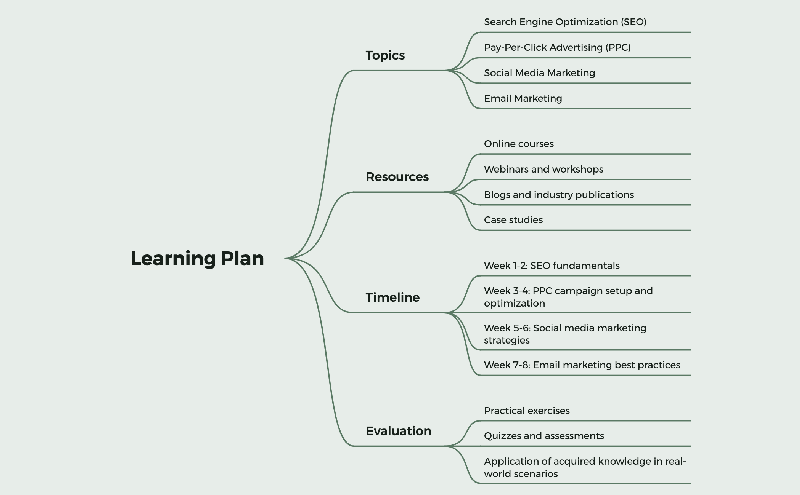 Learning Plan
Topics
Search Engine Optimization (SEO)
Pay-Per-Click Advertising (PPC)
Social Media Marketing
Email Marketing
Resources
Online courses
Webinars and workshops
Blogs and industry publications
Case studies
Timeline
Week 1-2: SEO fundamentals
Week 3-4: PPC campaign setup and
optimization
Week 5-6: Social media marketing
strategies
Week 7-8: Email marketing best practices
Evaluation
Practical exercises
Quizzes and assessments
Application of acquired knowledge in real-
world scenarios